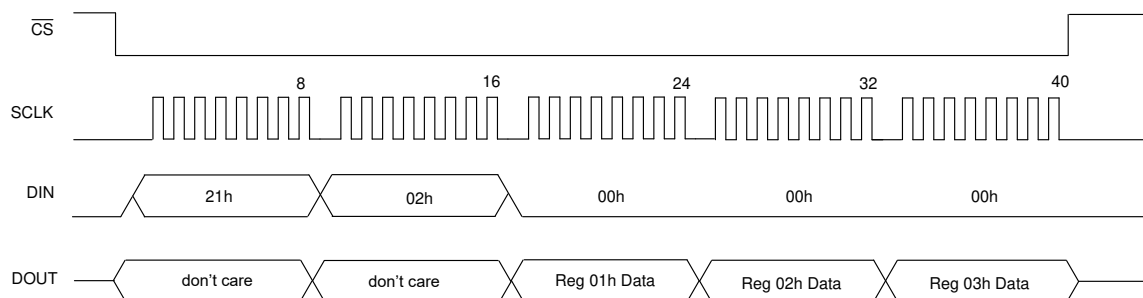 CS
8 16 24 32 40
SCLK
DIN 21h 02h 00h 00h 00h
DOUT don't care don't care Reg 01h Data Reg 02h Data Reg 03h Data